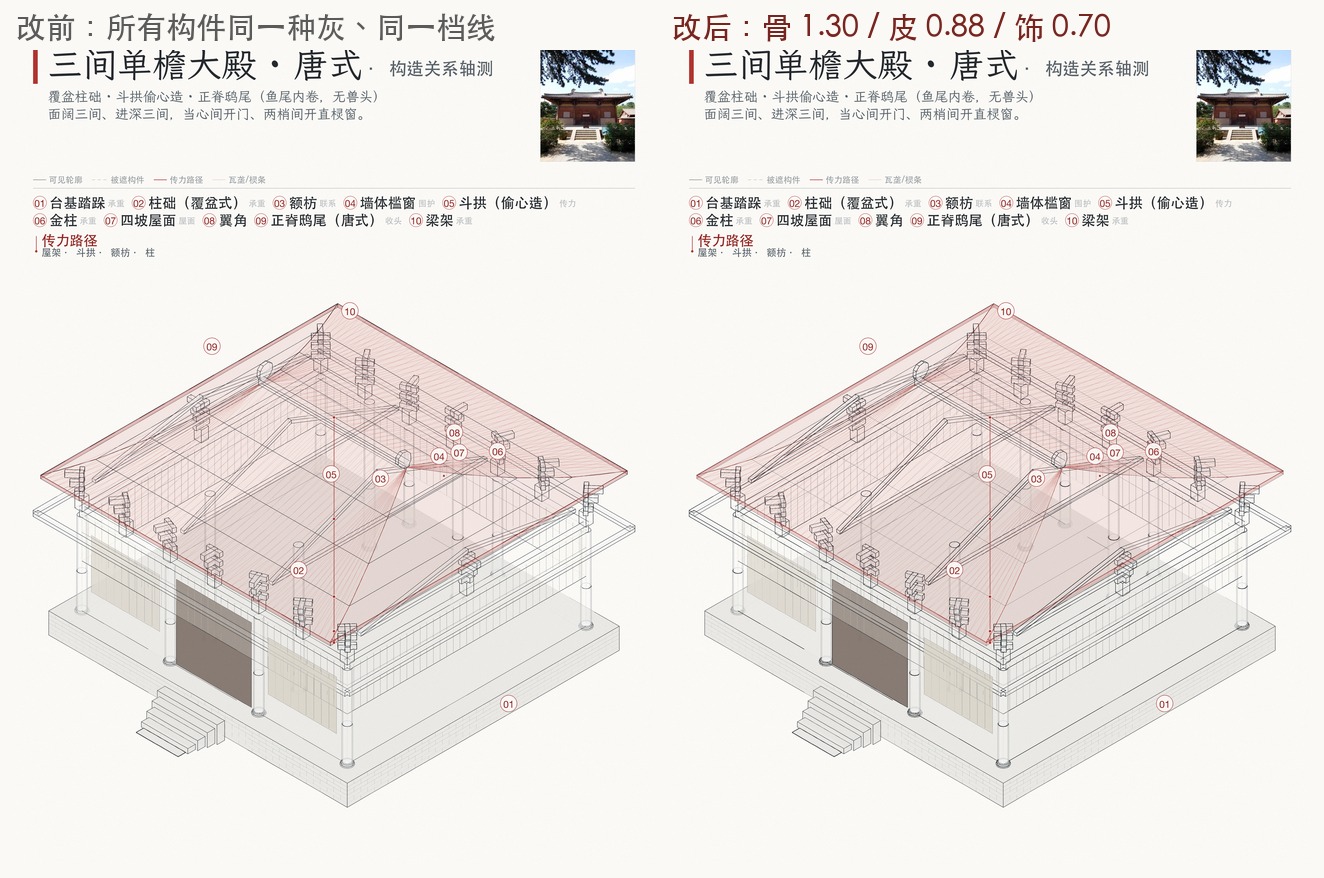 改前：所有构件同一种灰、同一档线
三间单檐大殿·唐式· 构造关系轴测
覆盆柱础·斗拱偷心造·正脊鸱尾（鱼尾内卷，无兽头）
面阔三间、进深三间，当心间开门、两梢间开直棂窗。
可见轮廓 被遮构件 传力路径 瓦垄/棂条
01 台基踏跺 承重 02 柱础（覆盆式） 承重 03 额枋 联系 04 墙体槛窗 围护 05 斗拱（偷心造） 传力
06 金柱 承重 07 四坡屋面 屋面 08 翼角 09 正脊鸱尾（唐式） 收头 10 梁架 承重
传力路径
屋架· 斗拱· 额枋· 柱
10
09
08
04
07
06
05
03
02
01
改后：骨 1.30 / 皮 0.88 / 饰 0.70
三间单檐大殿·唐式· 构造关系轴测
覆盆柱础·斗拱偷心造·正脊鸱尾（鱼尾内卷，无兽头）
面阔三间、进深三间，当心间开门、两梢间开直棂窗。
可见轮廓 被遮构件 传力路径 瓦垄/棂条
01 台基踏跺 承重 02 柱础（覆盆式） 承重 03 额枋 联系 04 墙体槛窗 围护 05 斗拱（偷心造） 传力
06 金柱 承重 07 四坡屋面 屋面 08 翼角 09 正脊鸱尾（唐式） 收头 10 梁架 承重
传力路径
屋架· 斗拱· 额枋· 柱
10
09
08
04
07
06
05
03
02
01